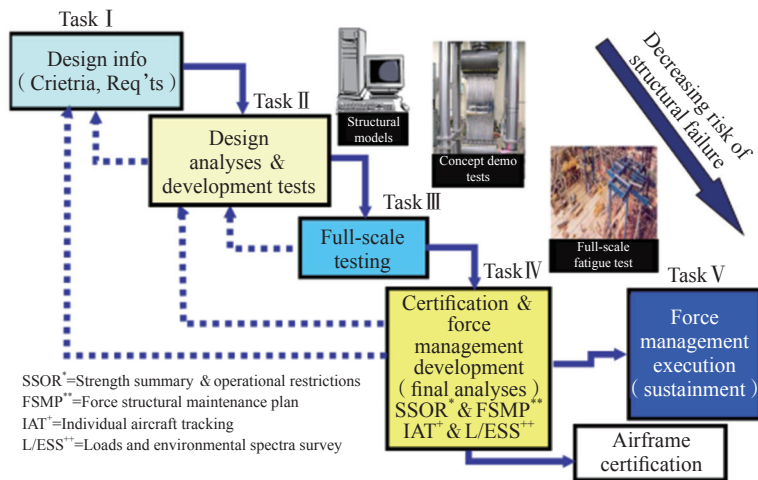 Task Ⅰ
Design info
( Crietria, Req’ts )
Task Ⅱ
Design
analyses &
development tests
Structural
models
Concept demo
tests
Decreasing risk of
structural failure
Task Ⅲ
Full-scale
testing
Full-scale
fatigue test
Task Ⅳ
Certification &
force
management
development
( final analyses )
SSOR* & FSMP**
IAT+ & L/ESS++
Task Ⅴ
Force
management
execution
( sustainment )
Airframe
certification
SSOR*=Strength summary & operational restrictions
FSMP**=Force structural maintenance plan
IAT+=Individual aircraft tracking
L/ESS++=Loads and environmental spectra survey